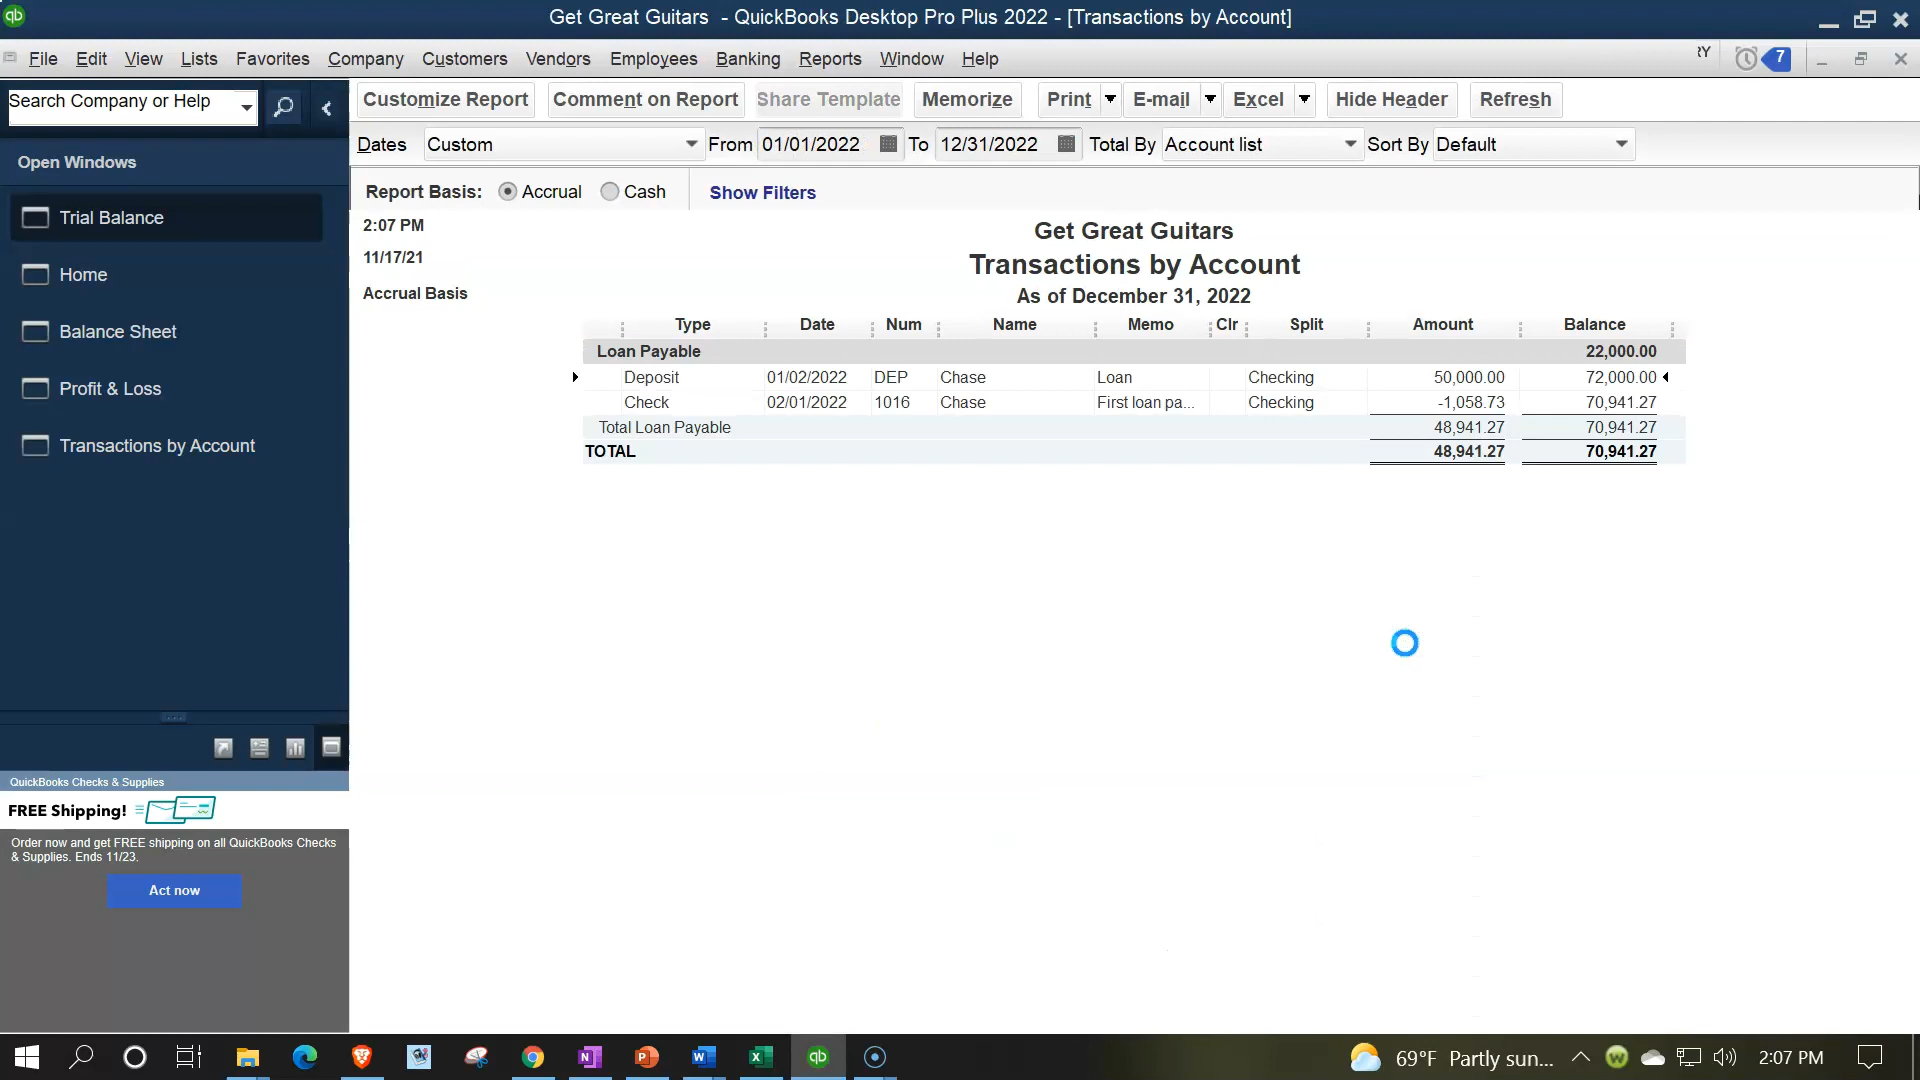 Get Great Guitars - QuickBooks Desktop Pro Plus 2022 - [Transactions by Account]
File Edit View Lists Favorites Company Customers Vendors Employees Banking Reports Window Help
7
Search Company or Help
Customize Report Comment on Report Share Template Memorize Print E-mail Excel Hide Header Refresh
Dates Custom From 01/01/2022 To 12/31/2022 Total By Account list Sort By Default
Report Basis: Accrual Cash Show Filters
Open Windows
Trial Balance
Home
Balance Sheet
Profit & Loss
Transactions by Account
2:07 PM
11/17/21
Accrual Basis
Get Great Guitars
Transactions by Account
As of December 31, 2022
Type Date Num Name Memo Clr Split Amount Balance
Loan Payable 22,000.00
Deposit 01/02/2022 DEP Chase Loan Checking 50,000.00 72,000.00
Check 02/01/2022 1016 Chase First loan pa... Checking -1,058.73 70,941.27
Total Loan Payable 48,941.27 70,941.27
TOTAL 48,941.27 70,941.27
QuickBooks Checks & Supplies
FREE Shipping!
Order now and get FREE shipping on all QuickBooks Checks
& Supplies. Ends 11/23.
Act now
69°F Partly sun... 2:07 PM